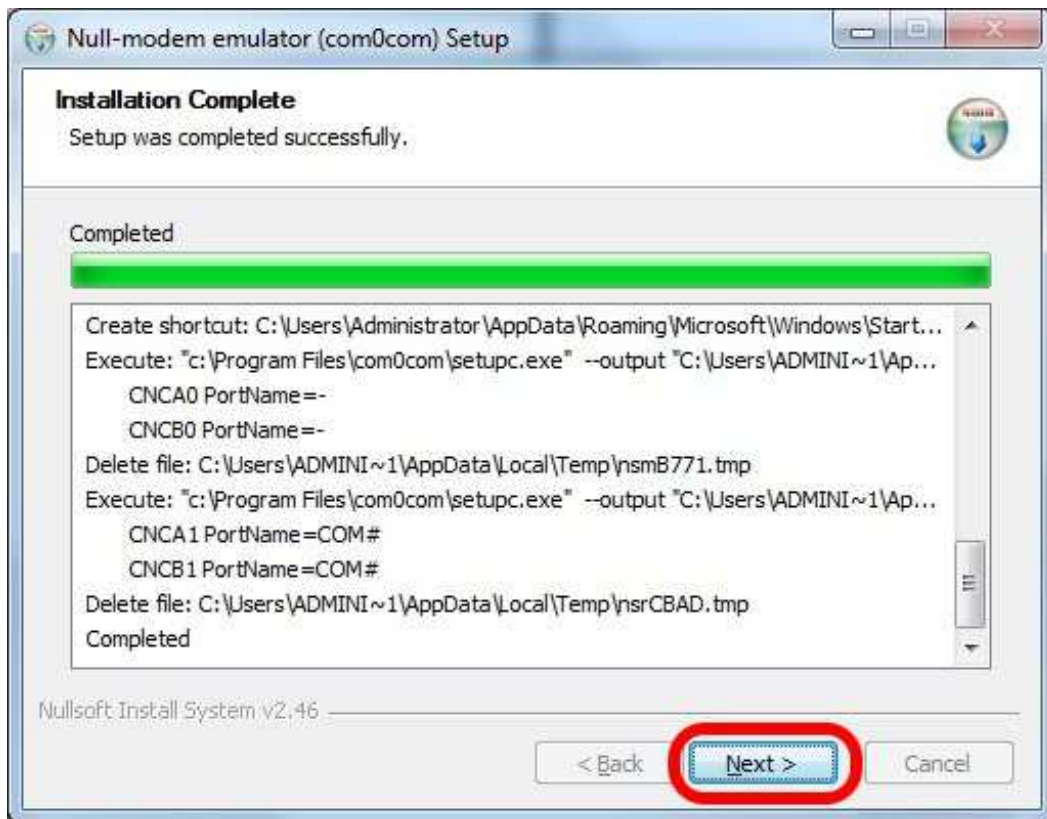 Null-modem emulator (com0com) Setup
Installation Complete
Setup was completed successfully.
Completed
Create shortcut: C:\Users\Administrator\AppData\Roaming\Microsoft\Windows\Start...
Execute: "c:\Program Files\com0com\setupc.exe" --output "C:\Users\ADMINI~1\Ap...
CNCA0 PortName=-
CNCB0 PortName=-
Delete file: C:\Users\ADMINI~1\AppData\Local\Temp\nsmB771.tmp
Execute: "c:\Program Files\com0com\setupc.exe" --output "C:\Users\ADMINI~1\Ap...
CNCA1 PortName=COM#
CNCB1 PortName=COM#
Delete file: C:\Users\ADMINI~1\AppData\Local\Temp\nsrCBAD.tmp
Completed
Nullsoft Install System v2.46
< Back Next > Cancel